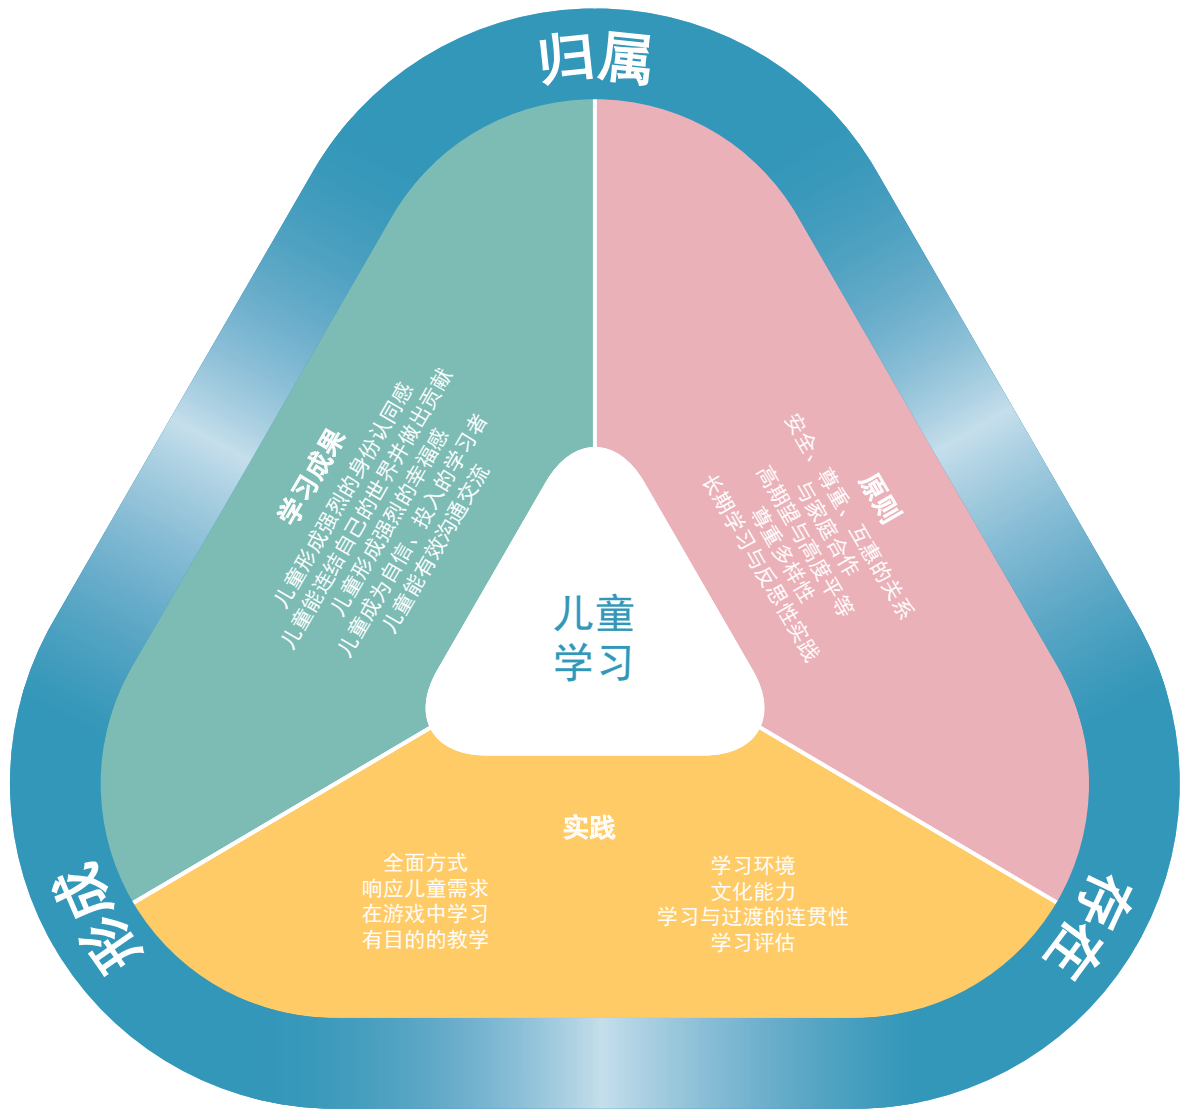 归属
学习成果
儿童形成强烈的身份认同感
儿童能连结自己的世界并做出贡献
儿童形成强烈的幸福感
儿童成为自信、投入的学习者
儿童能有效沟通交流
原则
安全、尊重、互惠的关系
与家庭合作
高期望与高度平等
尊重多样性
长期学习与反思性实践
儿童
学习
实践
全面方式
响应儿童需求
在游戏中学习
有目的的教学
学习环境
文化能力
学习与过渡的连贯性
学习评估
形成
存在